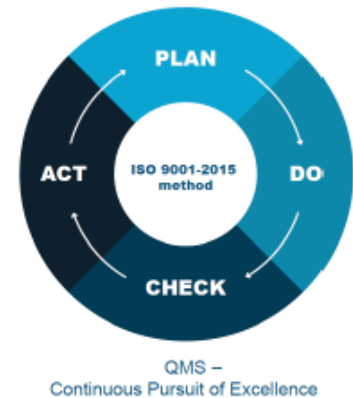 PLAN
ACT
ISO 9001-2015
method
DO
CHECK
QMS –
Continuous Pursuit of Excellence